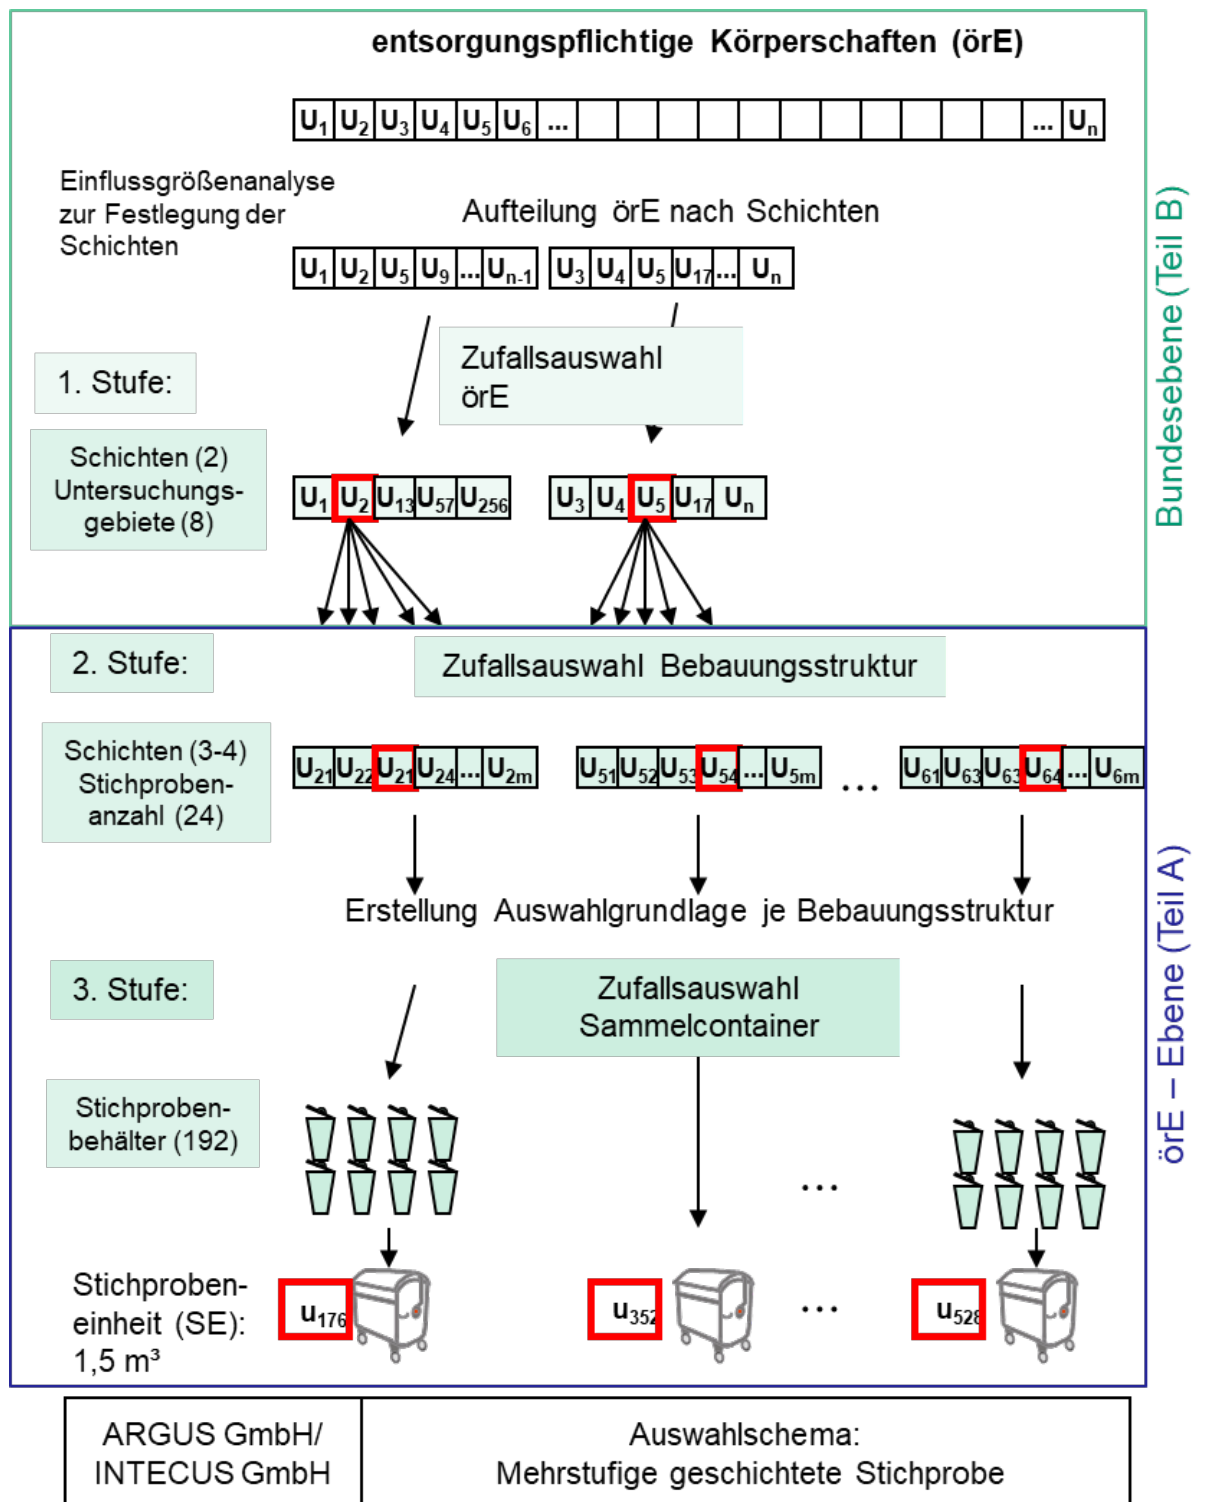 entsorgungspflichtige Körperschaften (örE)
U1 U2 U3 U4 U5 U6 ... ... Un
Einflussgrößenanalyse
zur Festlegung der
Schichten
Aufteilung örE nach Schichten
U1 U2 U5 U9 ... Un-1 U3 U4 U5 U17 ... Un
Zufallsauswahl
örE
1. Stufe:
Schichten (2)
Untersuchungs-
gebiete (8)
U1 U2 U13 U57 U256 U3 U4 U5 U17 Un
Bundesebene (Teil B)
2. Stufe:
Zufallsauswahl Bebauungsstruktur
Schichten (3-4)
Stichproben-
anzahl (24)
U21 U22 U21 U24 ... U2m U51 U52 U53 U54 ... U5m ... U61 U63 U63 U64 ... U6m
Erstellung Auswahlgrundlage je Bebauungsstruktur
3. Stufe:
Zufallsauswahl
Sammelcontainer
Stichproben-
behälter (192)
...
Stichproben-
einheit (SE):
1,5 m³
u176 u352 ... u528
örE – Ebene (Teil A)
ARGUS GmbH/
INTECUS GmbH
Auswahlschema:
Mehrstufige geschichtete Stichprobe